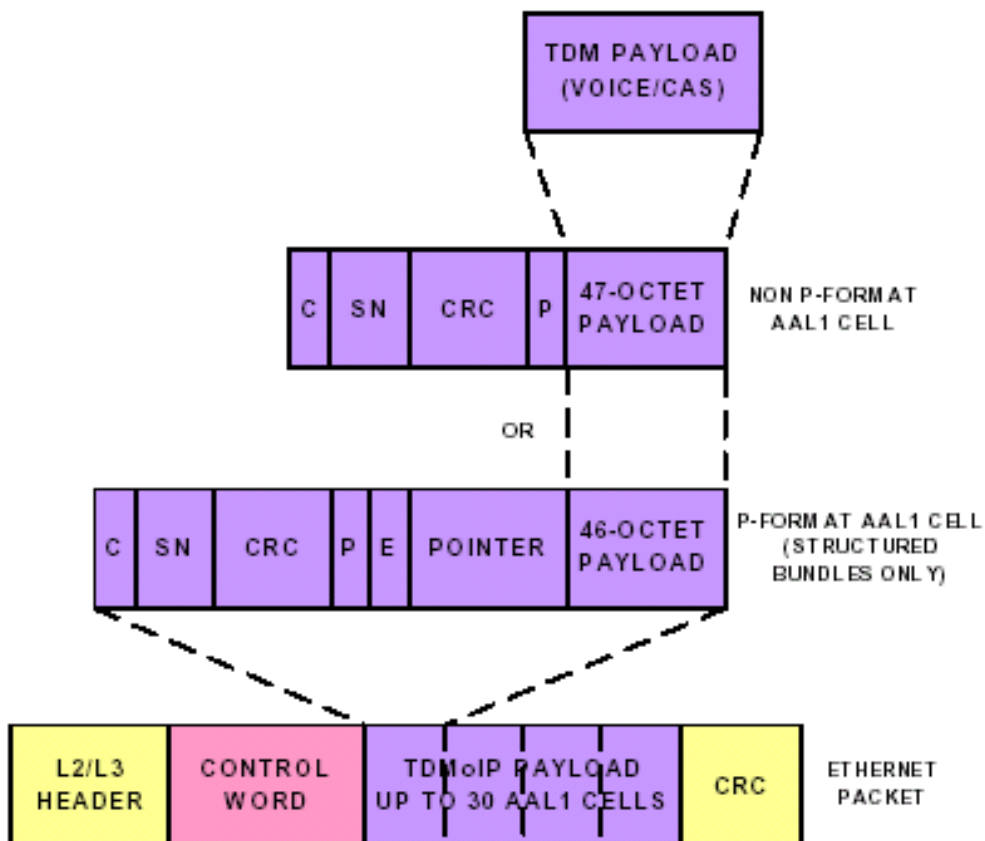 TDM PAYLOAD
(VOICE/CAS)
C
SN
CRC
P
47-OCTET
PAYLOAD
NON P-FORMAT
AAL1 CELL
OR
C
SN
CRC
P
E
POINTER
46-OCTET
PAYLOAD
P-FORMAT AAL1 CELL
(STRUCTURED
BUNDLES ONLY)
L2/L3
HEADER
CONTROL
WORD
TDMoIP PAYLOAD
UP TO 30 AAL1 CELLS
CRC
ETHERNET
PACKET